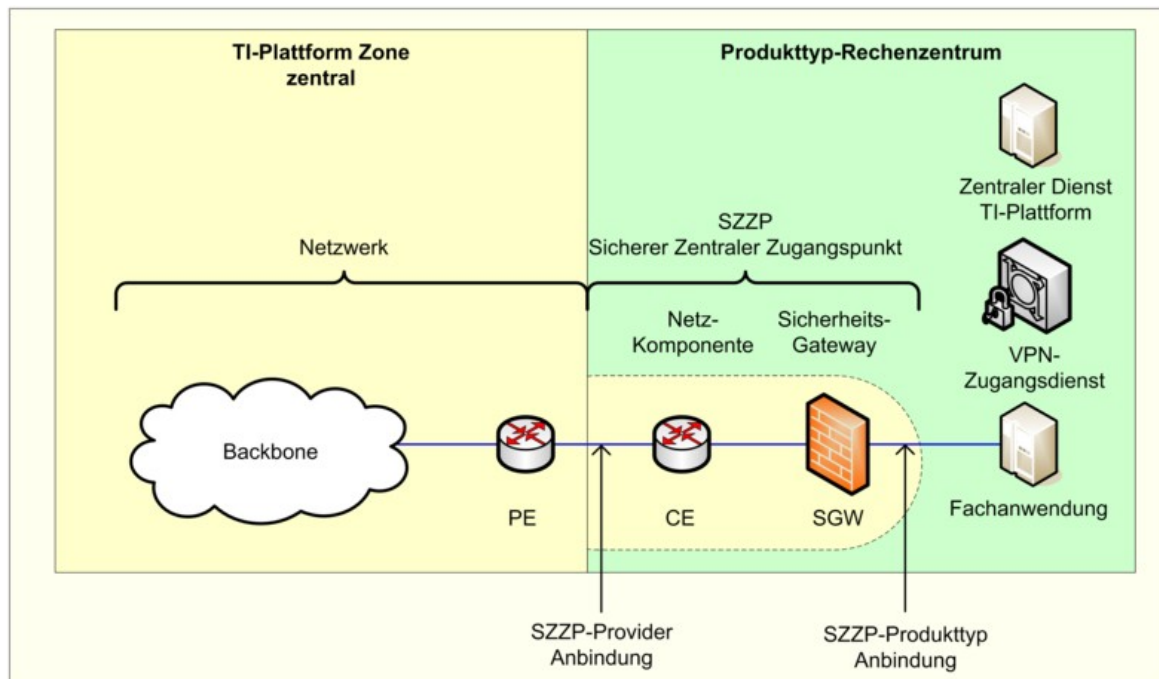 TI-Plattform Zone
zentral
Produkttyp-Rechenzentrum
Zentraler Dienst
TI-Plattform
SZZP
Sicherer Zentraler Zugangspunkt
Netzwerk
Netz-
Komponente
Sicherheits-
Gateway
VPN-
Zugangsdienst
Backbone
PE
CE
SGW
Fachanwendung
SZZP-Provider
Anbindung
SZZP-Produkttyp
Anbindung